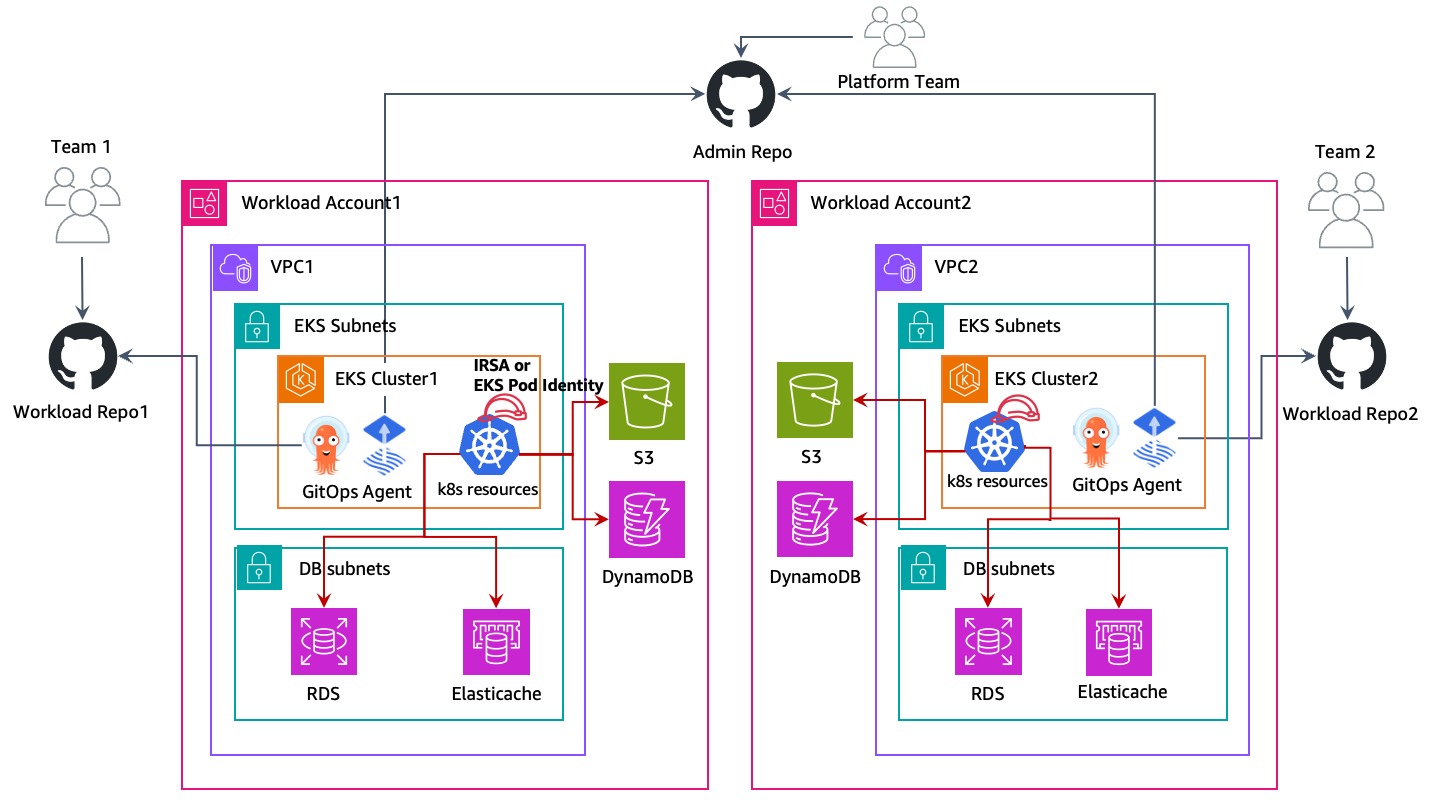 Platform Team
Admin Repo
Team 1
Team 2
Workload Account1
Workload Account2
VPC1
VPC2
EKS Subnets
EKS Subnets
IRSA or
EKS Pod Identity
EKS Cluster1
EKS Cluster2
Workload Repo1
Workload Repo2
S3
S3
GitOps Agent
k8s resources
k8s resources
GitOps Agent
DB subnets
DynamoDB
DynamoDB
DB subnets
RDS
Elasticache
RDS
Elasticache